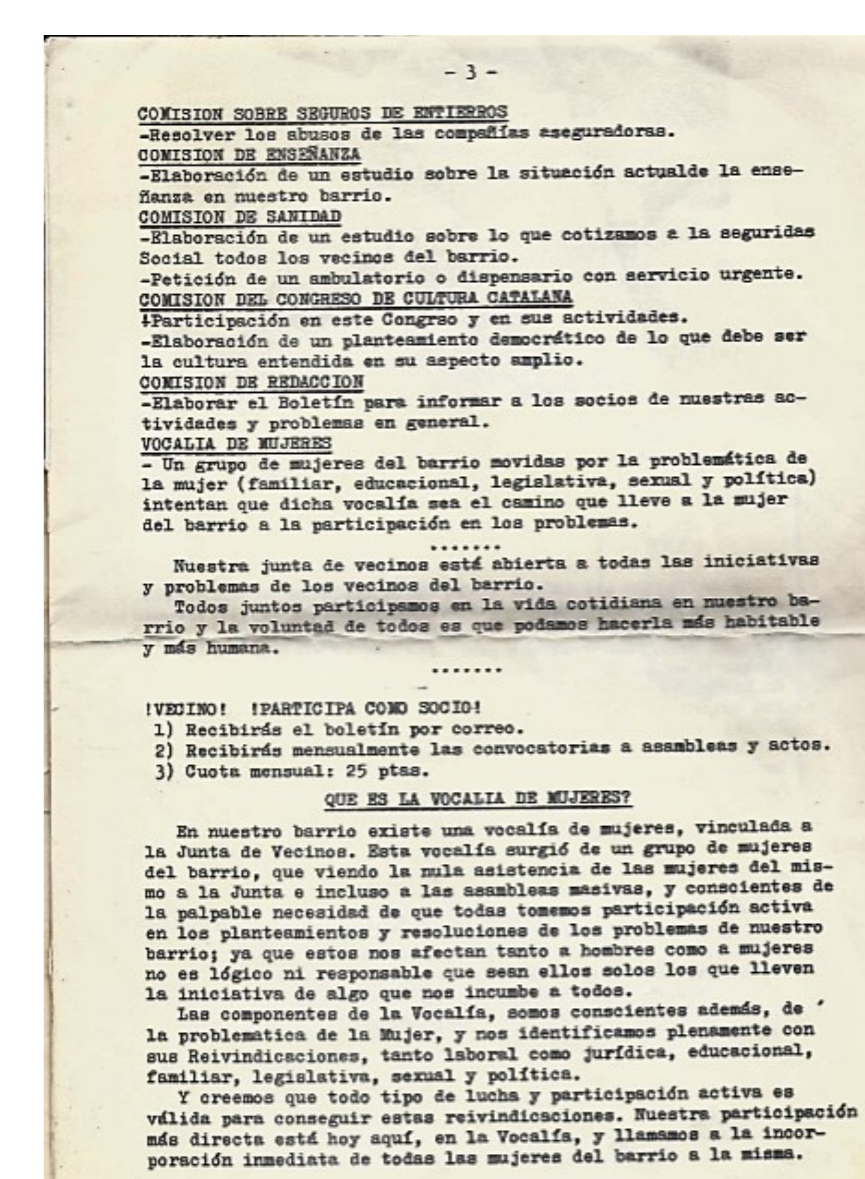 - 3 -
COMISION SOBRE SEGUROS DE ENTIERROS
-Resolver los abusos de las compañías aseguradoras.
COMISION DE ENSEÑANZA
-Elaboración de un estudio sobre la situación actualde la ense-
ñanza en nuestro barrio.
COMISION DE SANIDAD
-Elaboración de un estudio sobre lo que cotizamos a la seguridas
Social todos los vecinos del barrio.
-Petición de un ambulatorio o dispensario con servicio urgente.
COMISION DEL CONGRESO DE CULTURA CATALANA
+Participación en este Congrso y en sus actividades.
-Elaboración de un planteamiento democrático de lo que debe ser
la cultura entendida en su aspecto amplio.
COMISION DE REDACCION
-Elaborar el Boletín para informar a los socios de nuestras ac-
tividades y problemas en general.
VOCALIA DE MUJERES
- Un grupo de mujeres del barrio movidas por la problemática de
la mujer (familiar, educacional, legislativa, sexual y política)
intentan que dicha vocalía sea el camino que lleve a la mujer
del barrio a la participación en los problemas.
.......
Nuestra junta de vecinos está abierta a todas las iniciativas
y problemas de los vecinos del barrio.
Todos juntos participamos en la vida cotidiana en nuestro ba-
rrio y la voluntad de todos es que podamos hacerla más habitable
y más humana.
.......
!VECINO! !PARTICIPA COMO SOCIO!
1) Recibirás el boletín por correo.
2) Recibirás mensualmente las convocatorias a asambleas y actos.
3) Cuota mensual: 25 ptas.
QUE ES LA VOCALIA DE MUJERES?
En nuestro barrio existe una vocalía de mujeres, vinculada a
la Junta de Vecinos. Esta vocalía surgió de un grupo de mujeres
del barrio, que viendo la nula asistencia de las mujeres del mis-
mo a la Junta e incluso a las asambleas masivas, y conscientes de
la palpable necesidad de que todas tomemos participación activa
en los planteamientos y resoluciones de los problemas de nuestro
barrio; ya que estos nos afectan tanto a hombres como a mujeres
no es lógico ni responsable que sean ellos solos los que lleven
la iniciativa de algo que nos incumbe a todos.
Las componentes de la Vocalía, somos conscientes además, de
la problematica de la Mujer, y nos identificamos plenamente con
sus Reivindicaciones, tanto laboral como jurídica, educacional,
familiar, legislativa, sexual y política.
Y creemos que todo tipo de lucha y participación activa es
válida para conseguir estas reivindicaciones. Nuestra participación
más directa está hoy aquí, en la Vocalía, y llamamos a la incor-
poración inmediata de todas las mujeres del barrio a la misma.